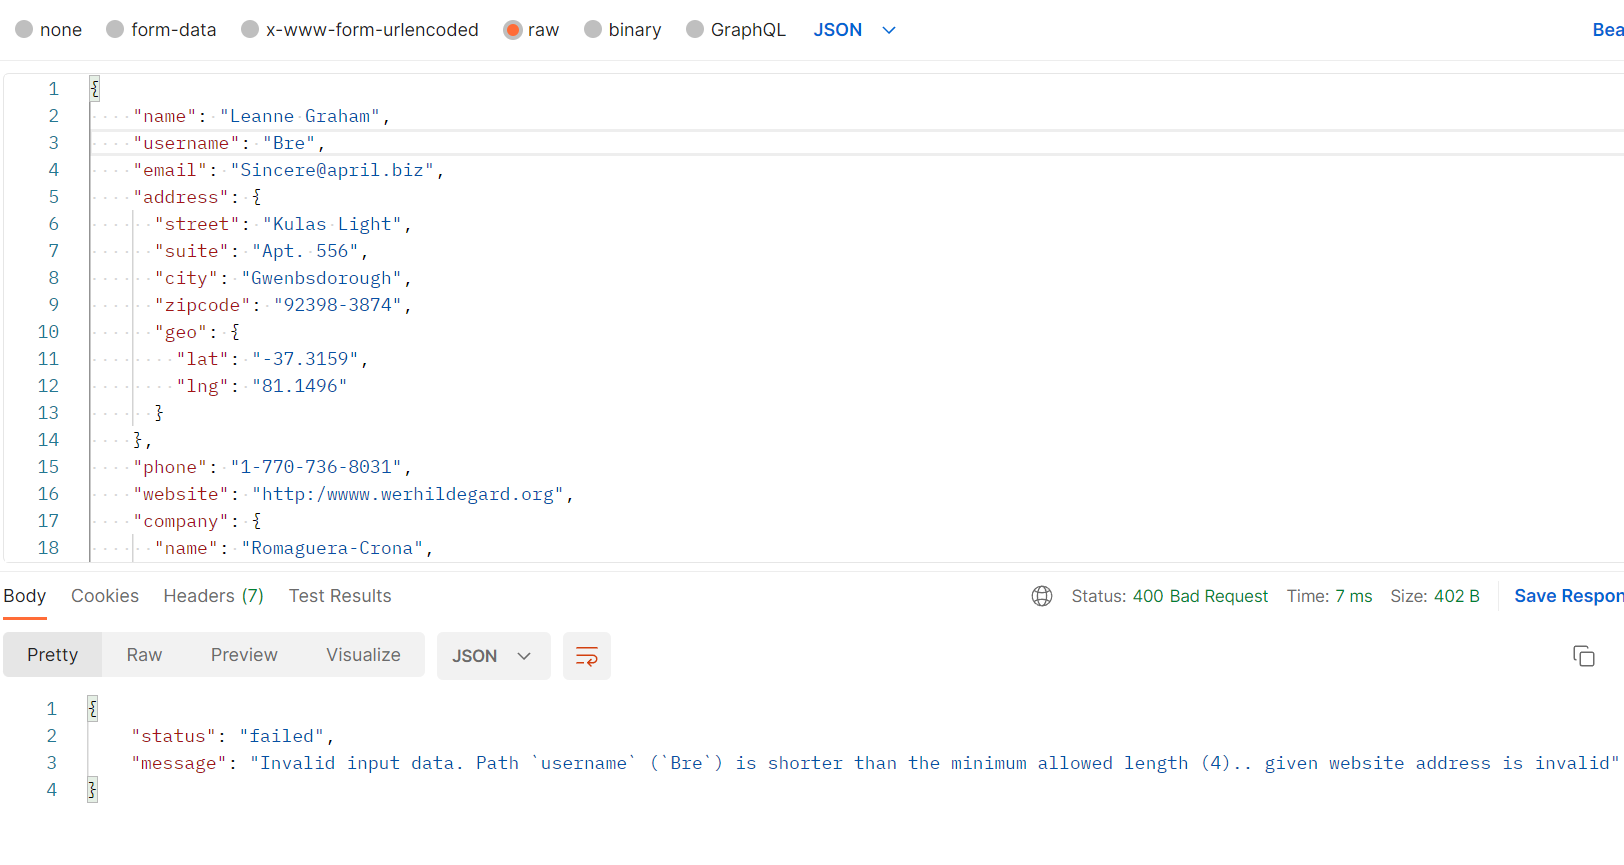 none form-data x-www-form-urlencoded raw binary GraphQL JSON Bea
1 {
2 "name": "Leanne Graham",
3 "username": "Bre",
4 "email": "Sincere@april.biz",
5 "address": {
6 "street": "Kulas Light",
7 "suite": "Apt. 556",
8 "city": "Gwenbsdorough",
9 "zipcode": "92398-3874",
10 "geo": {
11 "lat": "-37.3159",
12 "lng": "81.1496"
13 }
14 },
15 "phone": "1-770-736-8031",
16 "website": "http:/wwww.werhildegard.org",
17 "company": {
18 "name": "Romaguera-Crona",
Body Cookies Headers (7) Test Results Status: 400 Bad Request Time: 7 ms Size: 402 B Save Respon
Pretty Raw Preview Visualize JSON
1 {
2 "status": "failed",
3 "message": "Invalid input data. Path `username` (`Bre`) is shorter than the minimum allowed length (4).. given website address is invalid"
4 }